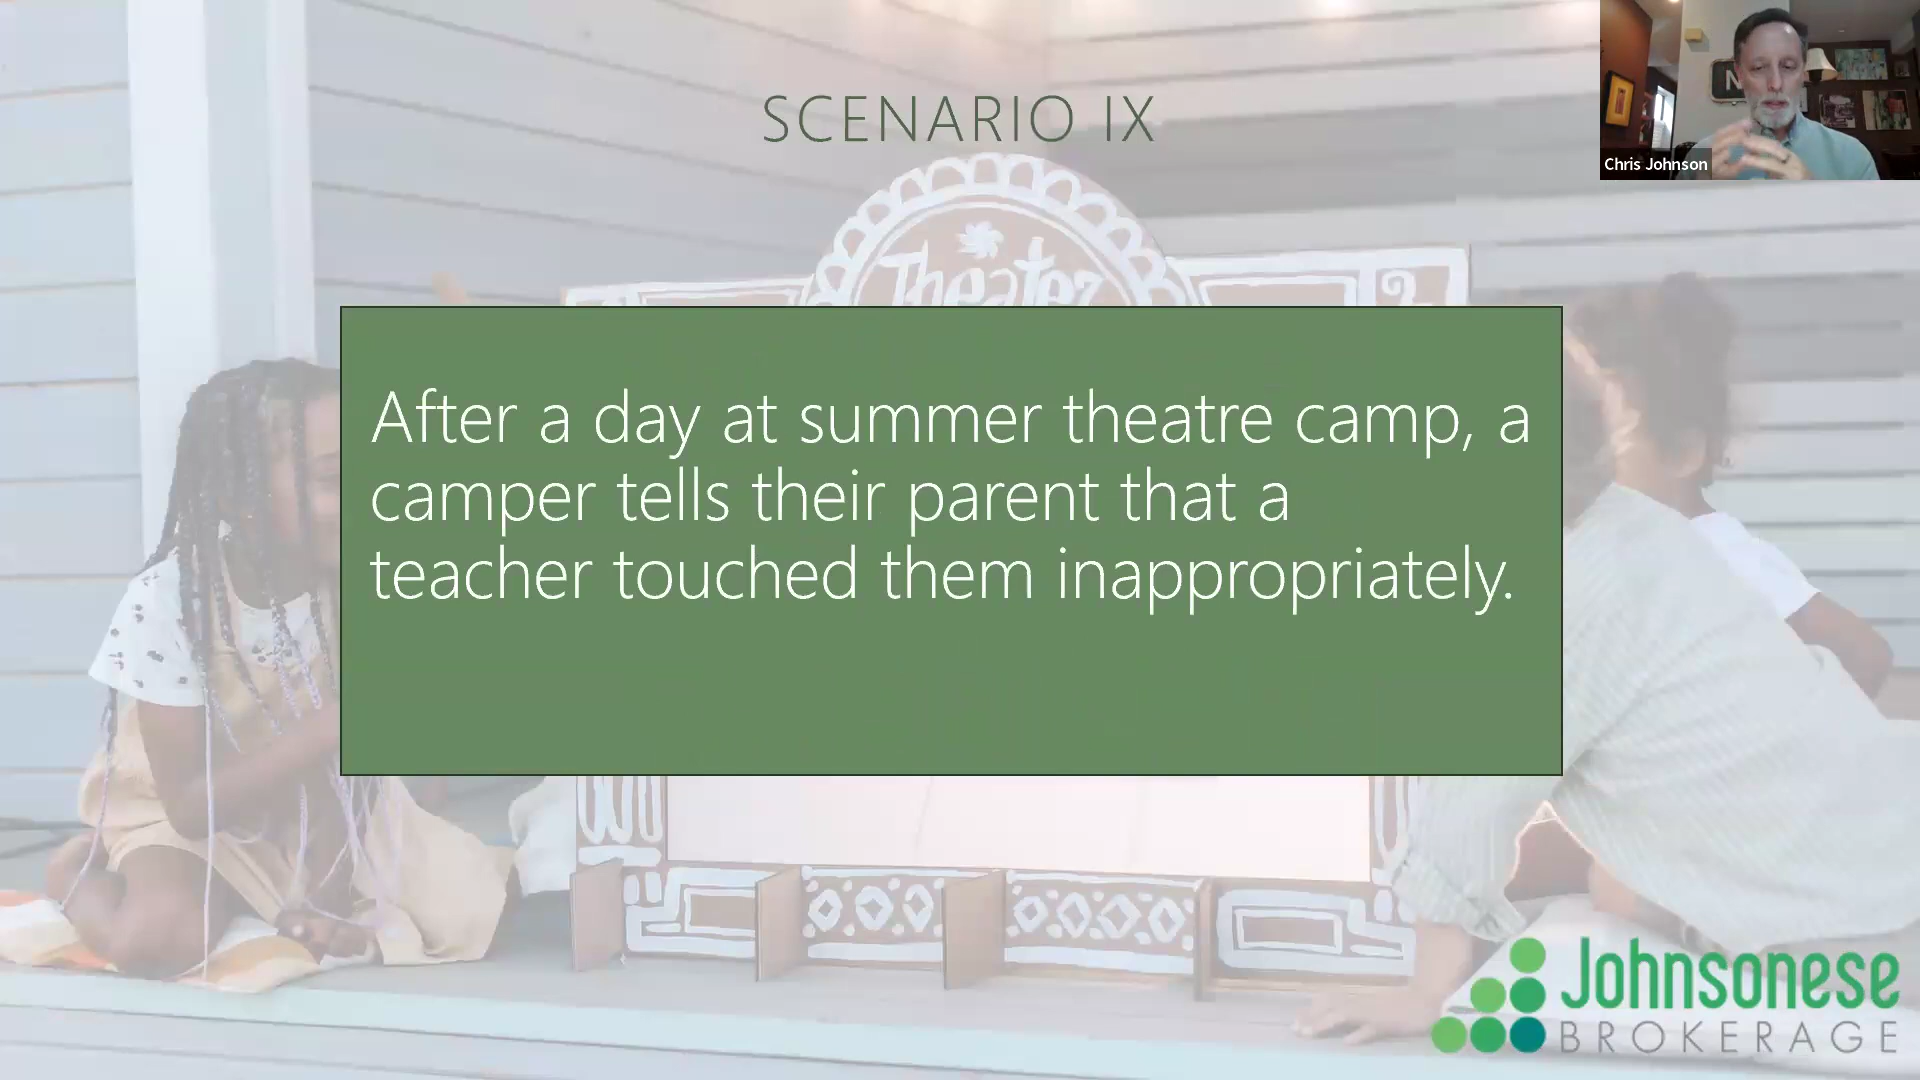 SCENARIO IX
Chris Johnson
Theater
After a day at summer theatre camp, a
camper tells their parent that a
teacher touched them inappropriately.
Johnsonese
BROKERAGE